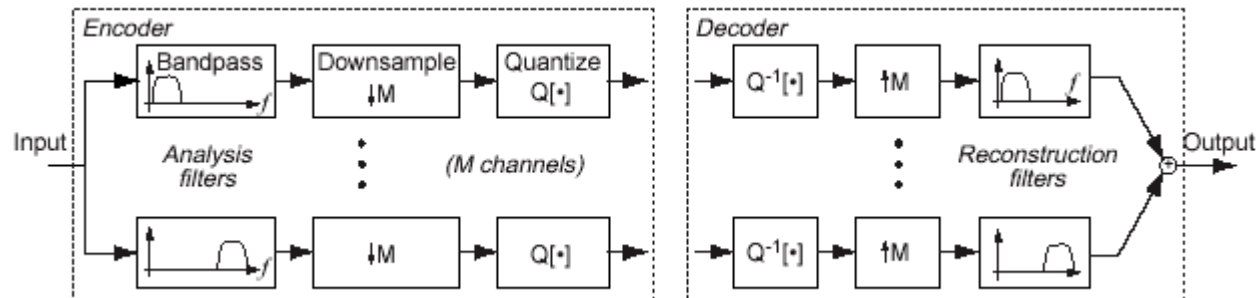 Encoder
Decoder
Bandpass
Downsample
Quantize
f
↓M
Q[•]
Q⁻¹[•]
↑M
f
Input
Analysis
filters
(M channels)
Reconstruction
filters
+
Output
f
↓M
Q[•]
Q⁻¹[•]
↑M
f